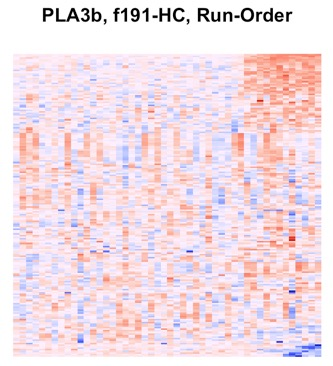 PLA3b, f191-HC, Run-Order